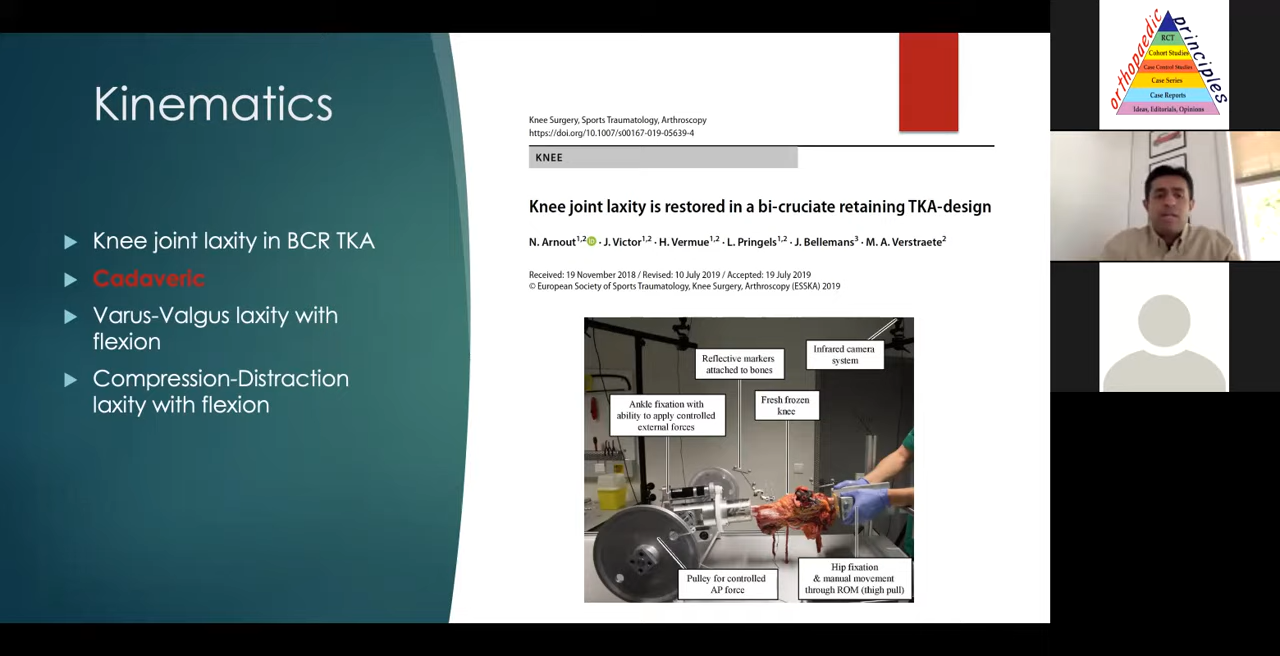 Kinematics
Knee joint laxity in BCR TKA
Cadaveric
Varus-Valgus laxity with
flexion
Compression-Distraction
laxity with flexion
Knee Surgery, Sports Traumatology, Arthroscopy
https://doi.org/10.1007/s00167-019-05639-4
KNEE
Knee joint laxity is restored in a bi-cruciate retaining TKA-design
N. Arnout1,2 · J. Victor1,2 · H. Vermue1,2 · L. Pringels1,2 · J. Bellemans3 · M. A. Verstraete2
Received: 19 November 2018 / Revised: 10 July 2019 / Accepted: 19 July 2019
© European Society of Sports Traumatology, Knee Surgery, Arthroscopy (ESSKA) 2019
Infrared camera
system
Reflective markers
attached to bones
Ankle fixation with
ability to apply controlled
external forces
Fresh frozen
knee
Pulley for controlled
AP force
Hip fixation
& manual movement
through ROM (thigh pull)
orthopaedic
principles
RCT
Cohort Studies
Case Control Studies
Case Series
Case Reports
Ideas, Editorials, Opinions